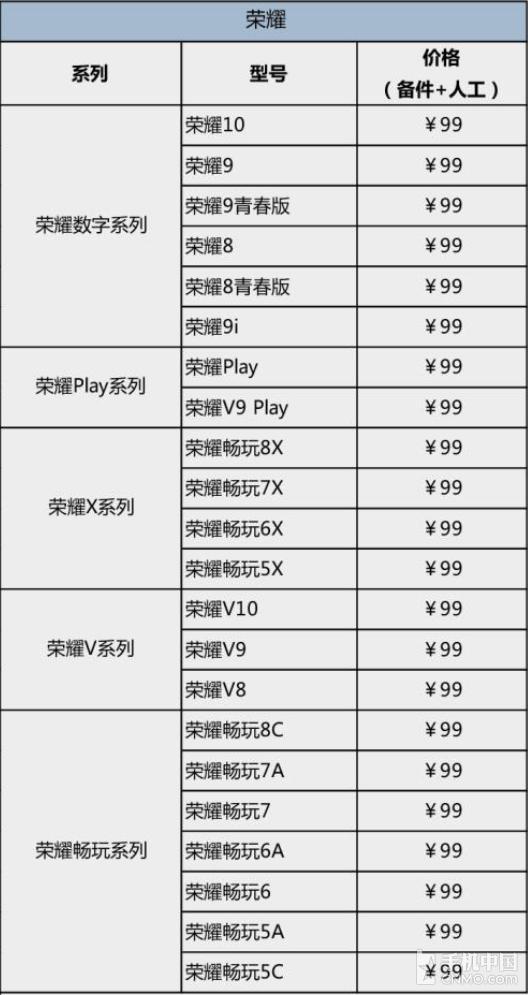 荣耀
系列 型号 价格
（备件+人工）
荣耀数字系列
荣耀10 ￥99
荣耀9 ￥99
荣耀9青春版 ￥99
荣耀8 ￥99
荣耀8青春版 ￥99
荣耀9i ￥99
荣耀Play系列
荣耀Play ￥99
荣耀V9 Play ￥99
荣耀X系列
荣耀畅玩8X ￥99
荣耀畅玩7X ￥99
荣耀畅玩6X ￥99
荣耀畅玩5X ￥99
荣耀V系列
荣耀V10 ￥99
荣耀V9 ￥99
荣耀V8 ￥99
荣耀畅玩系列
荣耀畅玩8C ￥99
荣耀畅玩7A ￥99
荣耀畅玩7 ￥99
荣耀畅玩6A ￥99
荣耀畅玩6 ￥99
荣耀畅玩5A ￥99
荣耀畅玩5C ￥99
手机中国
CNMO.COM